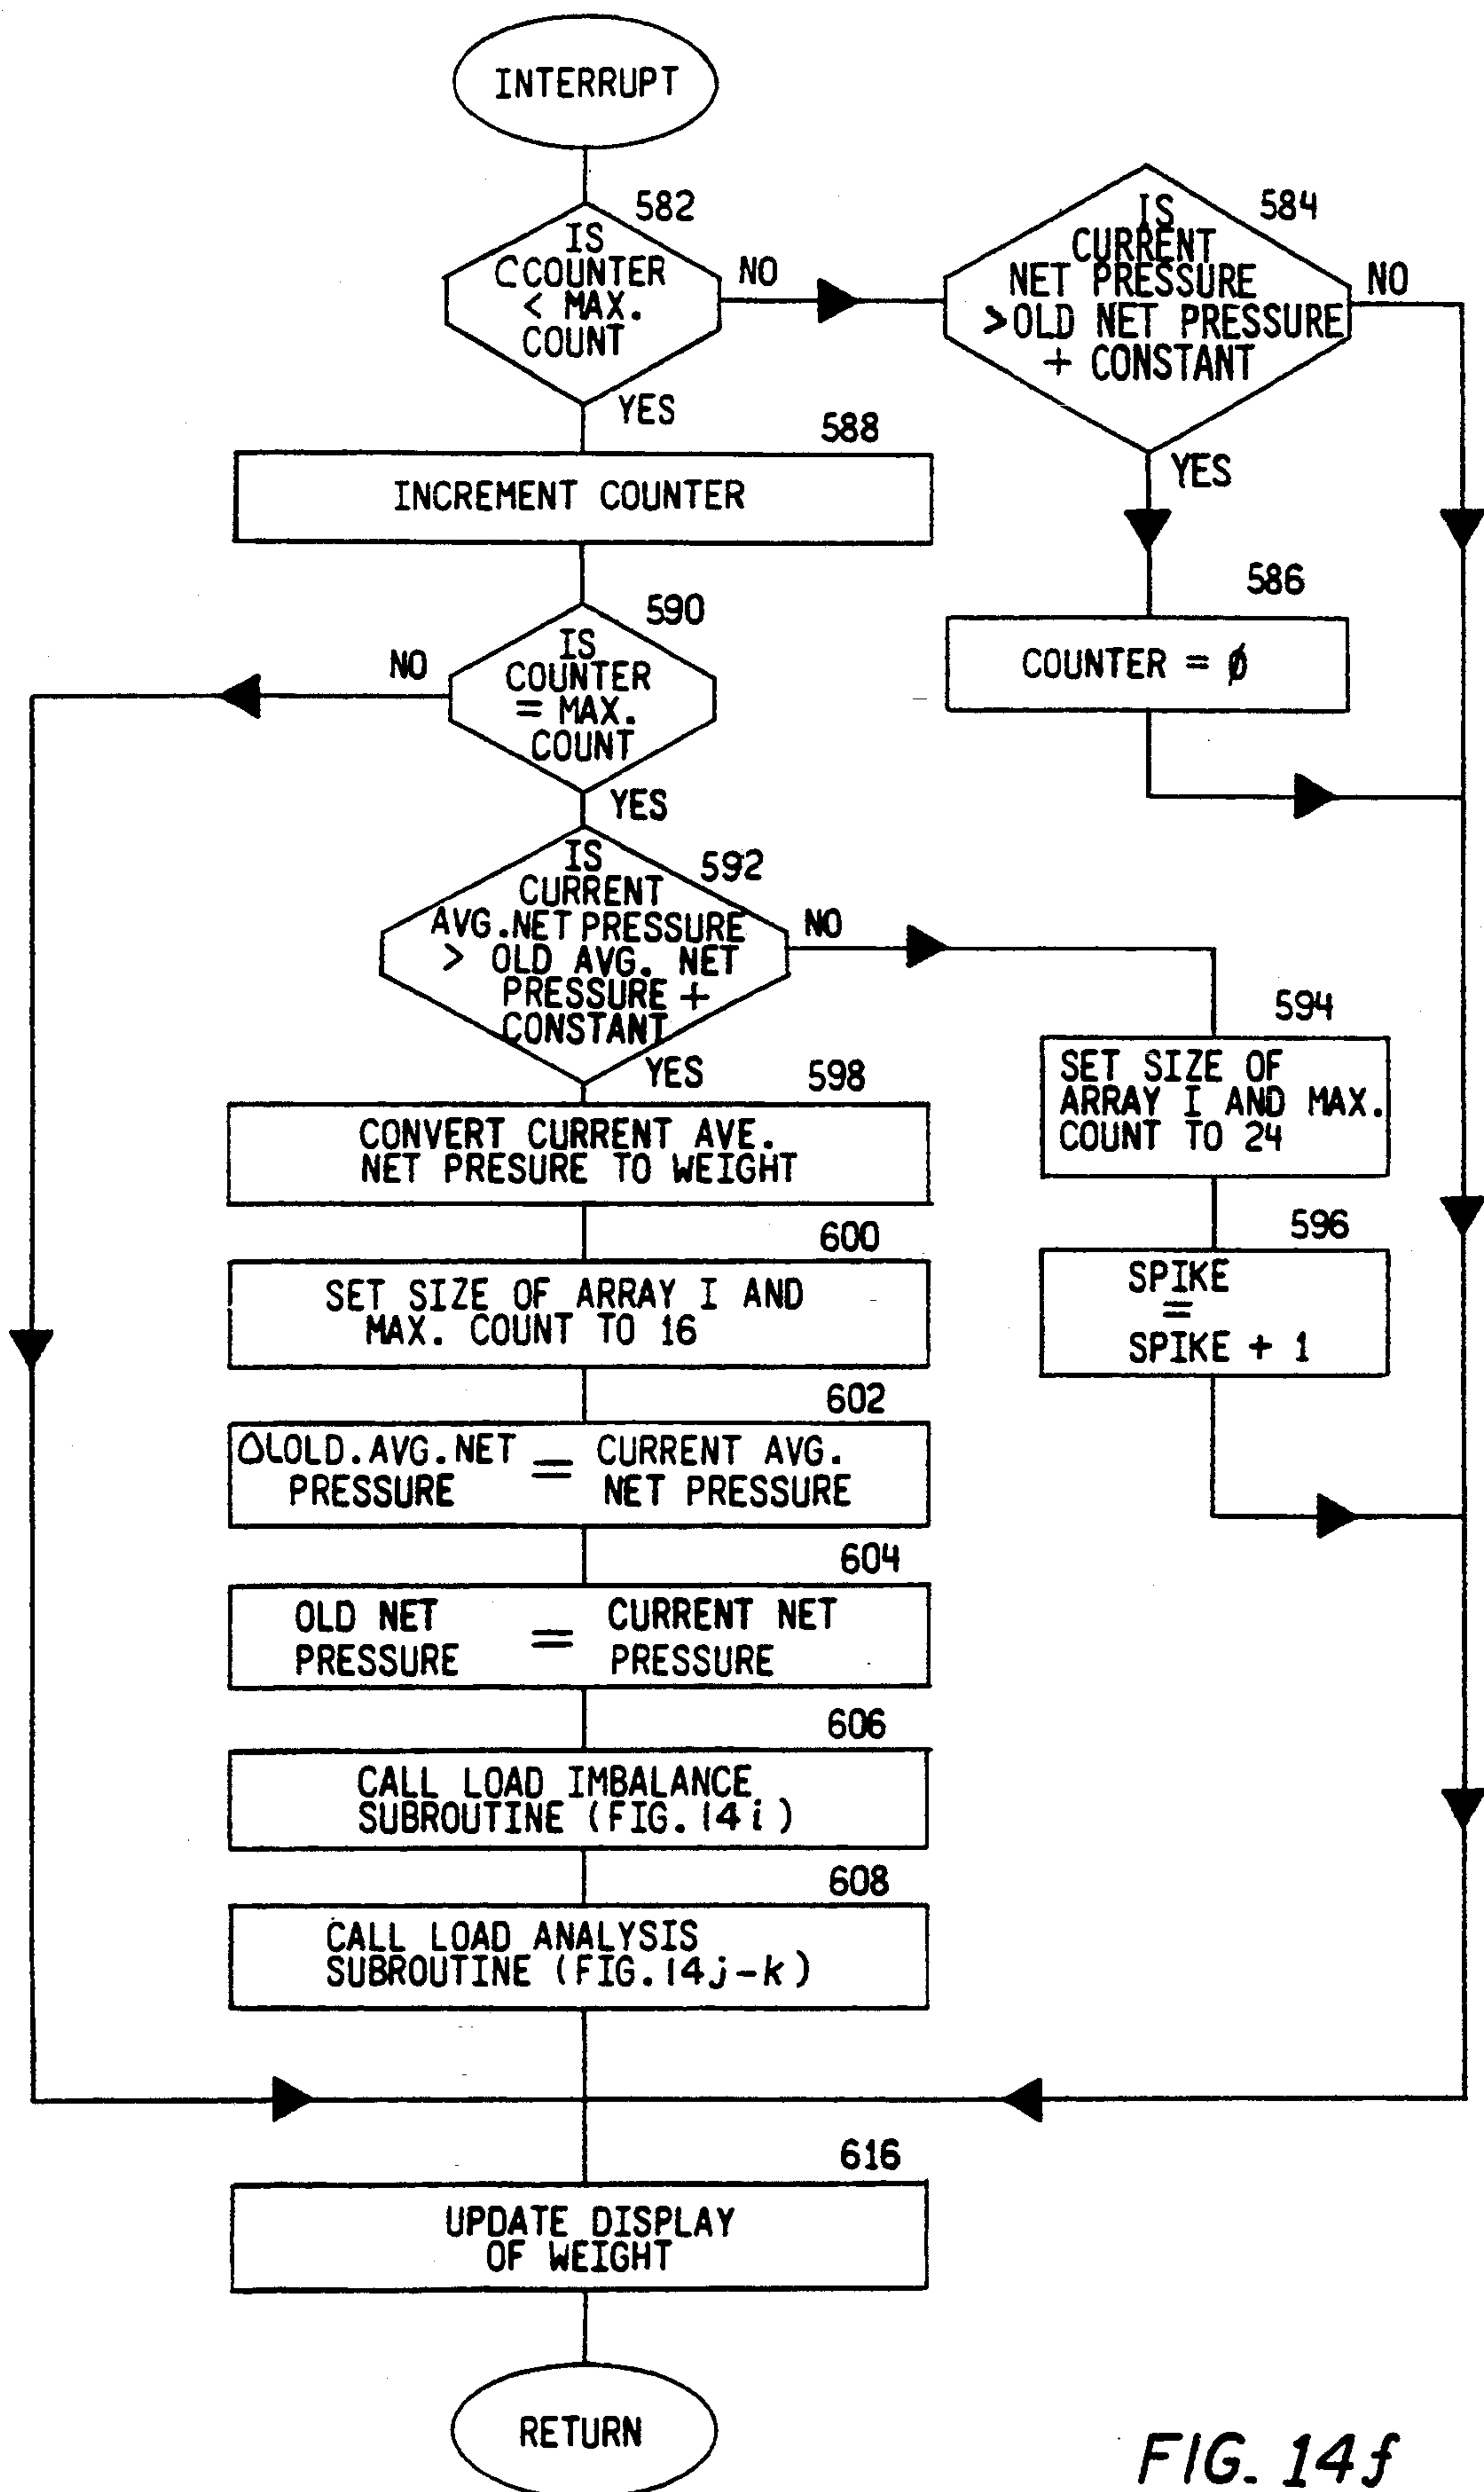 INTERRUPT
582
IS
CCOUNTER
< MAX.
COUNT
NO
YES
584
IS
CURRENT
NET PRESSURE
>OLD NET PRESSURE
+ CONSTANT
NO
YES
586
COUNTER = Ø
588
INCREMENT COUNTER
590
IS
COUNTER
= MAX.
COUNT
NO
YES
592
IS
CURRENT
AVG.NET PRESSURE
> OLD AVG. NET
PRESSURE +
CONSTANT
NO
YES
594
SET SIZE OF
ARRAY I AND MAX.
COUNT TO 24
596
SPIKE
=
SPIKE + 1
598
CONVERT CURRENT AVE.
NET PRESURE TO WEIGHT
600
SET SIZE OF ARRAY I AND
MAX. COUNT TO 16
602
OLOLD.AVG.NET = CURRENT AVG.
PRESSURE NET PRESSURE
604
OLD NET = CURRENT NET
PRESSURE PRESSURE
606
CALL LOAD IMBALANCE
SUBROUTINE (FIG.14i)
608
CALL LOAD ANALYSIS
SUBROUTINE (FIG.14j-k)
616
UPDATE DISPLAY
OF WEIGHT
RETURN
FIG. 14f